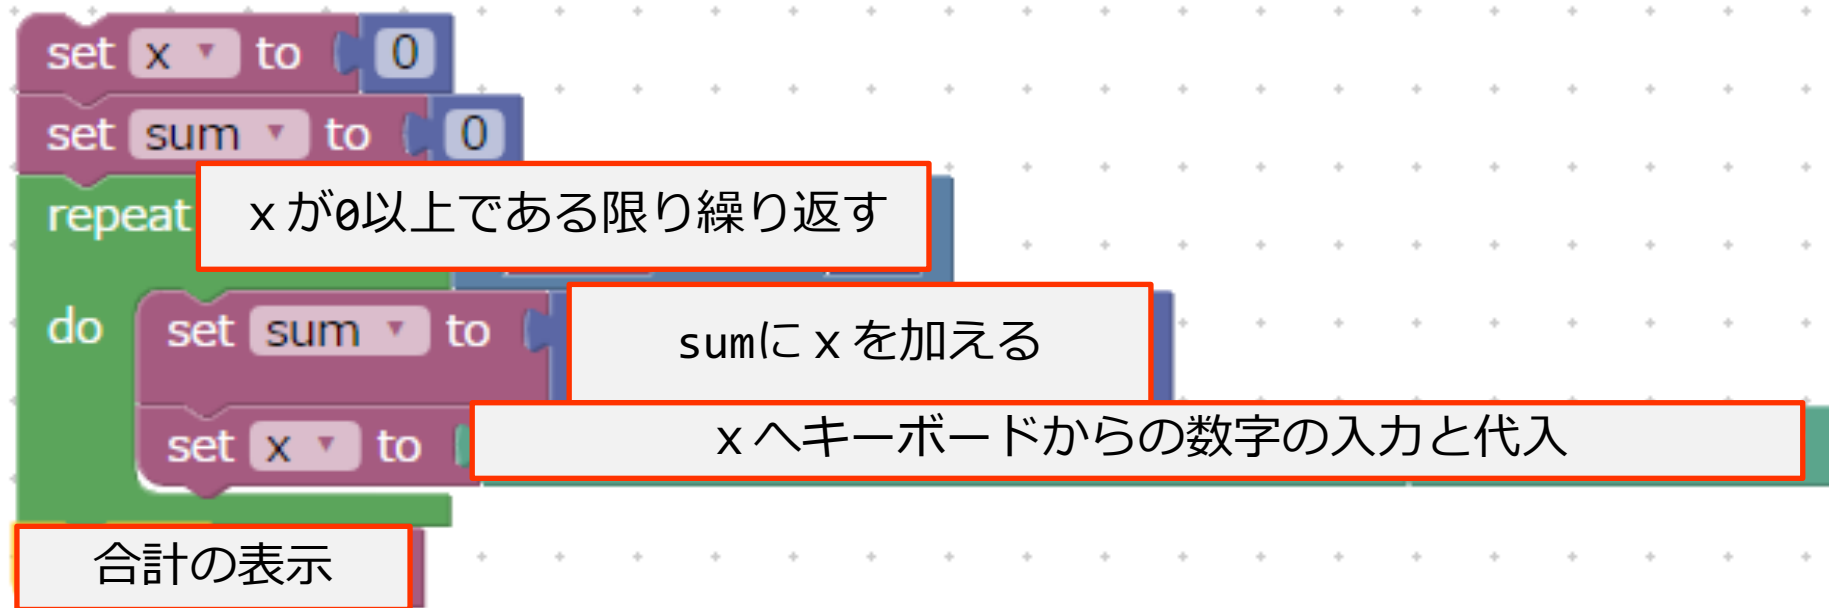 set x to 0
set sum to 0
repeat xが0以上である限り繰り返す
do set sum to sumにxを加える
set x to xへキーボードからの数字の入力と代入
合計の表示